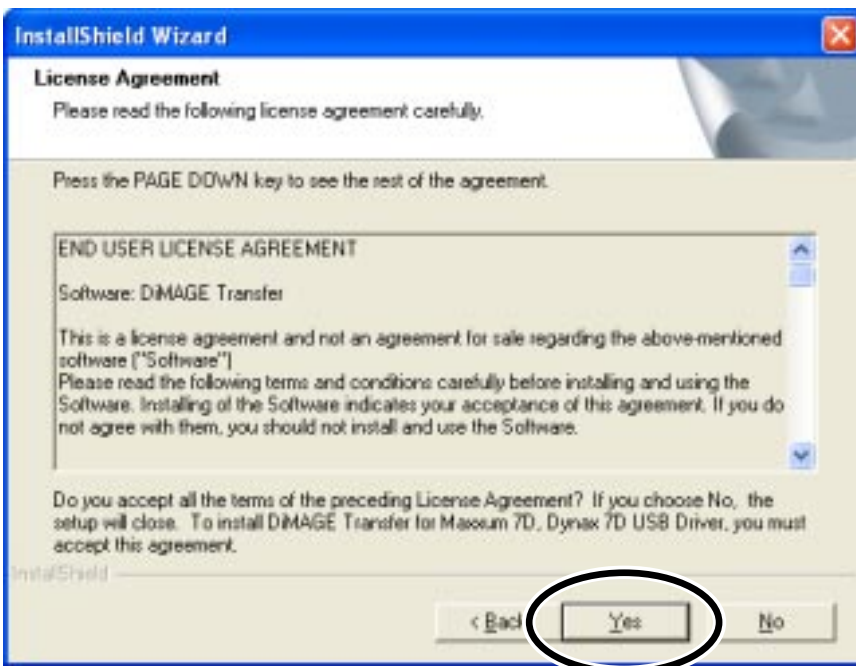 InstallShield Wizard
License Agreement
Please read the following license agreement carefully.
Press the PAGE DOWN key to see the rest of the agreement.
END USER LICENSE AGREEMENT
Software: DiMAGE Transfer
This is a license agreement and not an agreement for sale regarding the above-mentioned
software ("Software")
Please read the following terms and conditions carefully before installing and using the
Software. Installing of the Software indicates your acceptance of this agreement. If you do
not agree with them, you should not install and use the Software.
Do you accept all the terms of the preceding License Agreement? If you choose No, the
setup will close. To install DiMAGE Transfer for Maxxum 7D, Dynax 7D USB Driver, you must
accept this agreement.
InstallShield
< Back Yes No